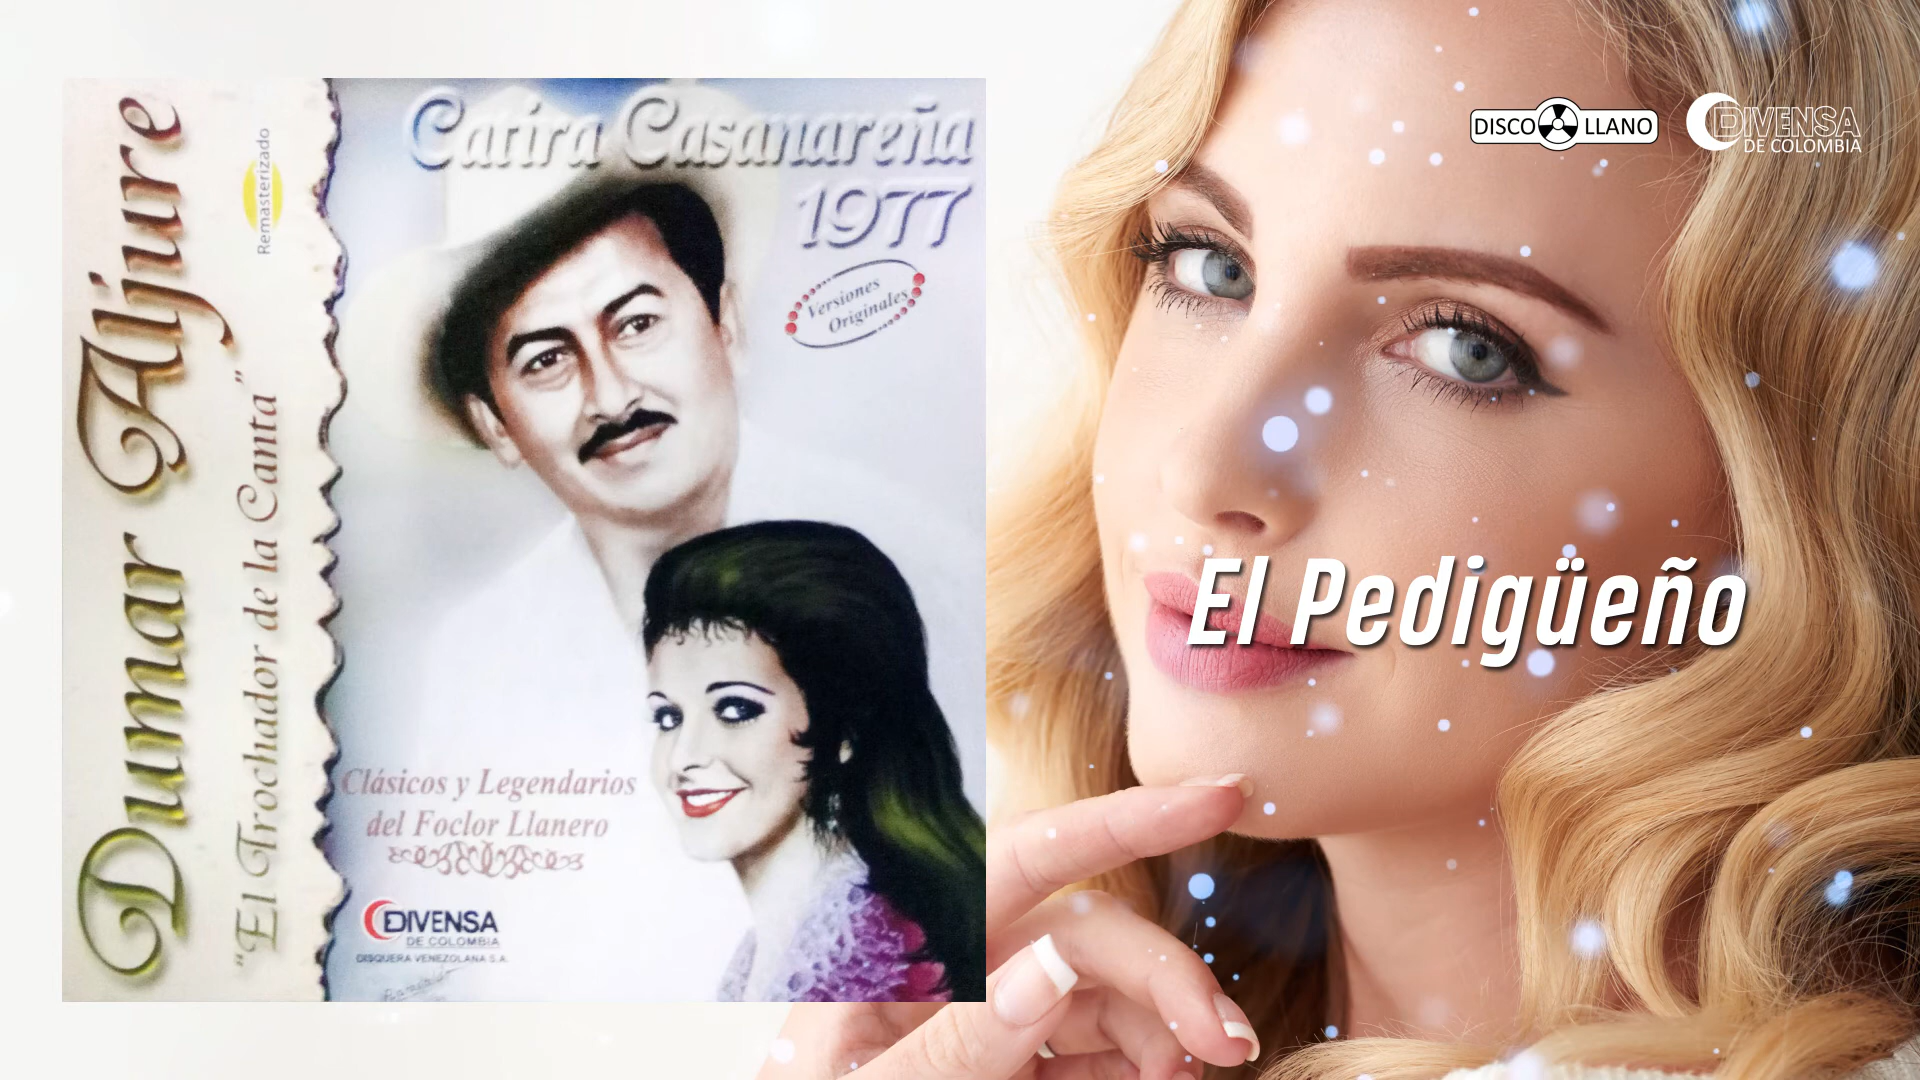 Dumar Aljure
"El Trochador de la Canta"
Remasterizado
Catira Casanareña
1977
Versiones
Originales
Clásicos y Legendarios
del Foclor Llanero
DIVENSA
DE COLOMBIA
DISQUERA VENEZOLANA S.A.
DISCO LLANO
DIVENSA
DE COLOMBIA
El Pedigüeño